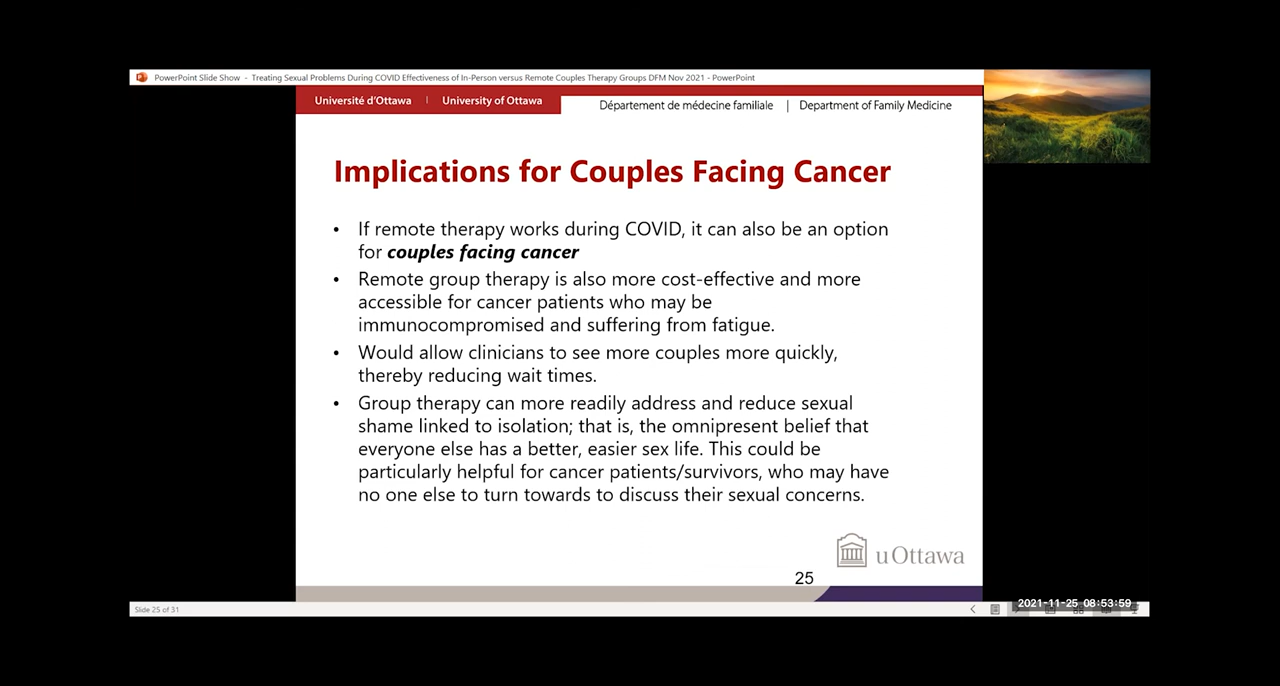 PowerPoint Slide Show - Treating Sexual Problems During COVID Effectiveness of In-Person versus Remote Couples Therapy Groups DFM Nov 2021 - PowerPoint
Université d'Ottawa | University of Ottawa
Département de médecine familiale | Department of Family Medicine
Implications for Couples Facing Cancer
• If remote therapy works during COVID, it can also be an option
for couples facing cancer
• Remote group therapy is also more cost-effective and more
accessible for cancer patients who may be
immunocompromised and suffering from fatigue.
• Would allow clinicians to see more couples more quickly,
thereby reducing wait times.
• Group therapy can more readily address and reduce sexual
shame linked to isolation; that is, the omnipresent belief that
everyone else has a better, easier sex life. This could be
particularly helpful for cancer patients/survivors, who may have
no one else to turn towards to discuss their sexual concerns.
uOttawa
25
Slide 25 of 31
2021-11-25 08:53:59